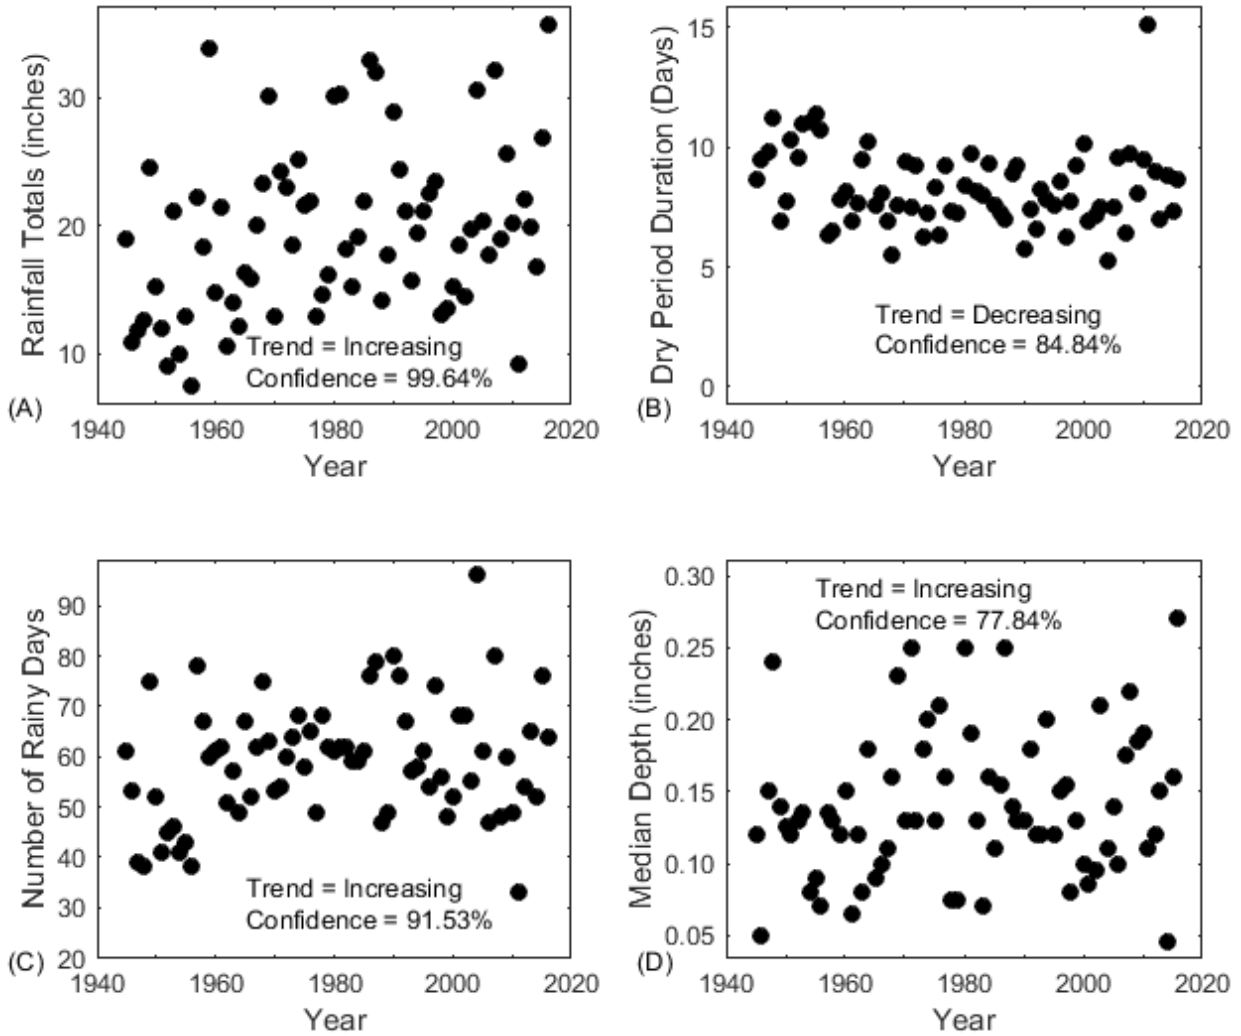 Rainfall Totals (inches)
30
20
10
Trend = Increasing
Confidence = 99.64%
(A)
1940 1960 1980 2000 2020
Year
Dry Period Duration (Days)
15
10
5
0
Trend = Decreasing
Confidence = 84.84%
(B)
1940 1960 1980 2000 2020
Year
Number of Rainy Days
90
80
70
60
50
40
30
20
Trend = Increasing
Confidence = 91.53%
(C)
1940 1960 1980 2000 2020
Year
Median Depth (inches)
0.30
0.25
0.20
0.15
0.10
0.05
Trend = Increasing
Confidence = 77.84%
(D)
1940 1960 1980 2000 2020
Year